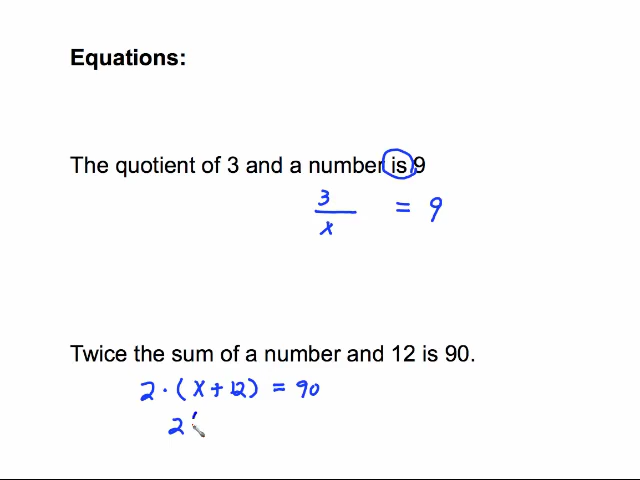 Equations:
The quotient of 3 and a number is 9
3
x
= 9
Twice the sum of a number and 12 is 90.
2 · (x + 12) = 90
2